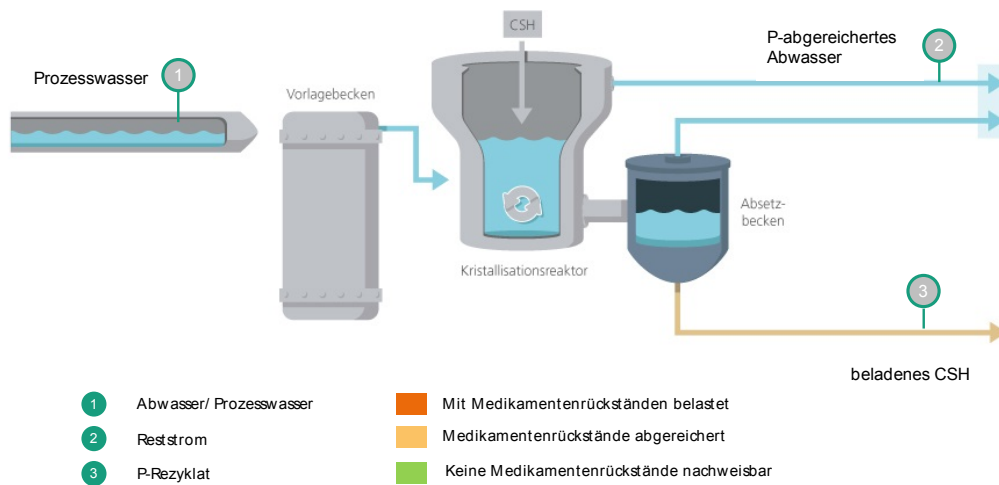 CSH
P-abgereichertes
Abwasser
2
Prozesswasser
1
Vorlagebecken
Absetz-
becken
Kristallisationsreaktor
3
beladenes CSH
1 Abwasser/ Prozesswasser
2 Reststrom
3 P-Rezyklat
Mit Medikamentenrückständen belastet
Medikamentenrückstände abgereichert
Keine Medikamentenrückstände nachweisbar